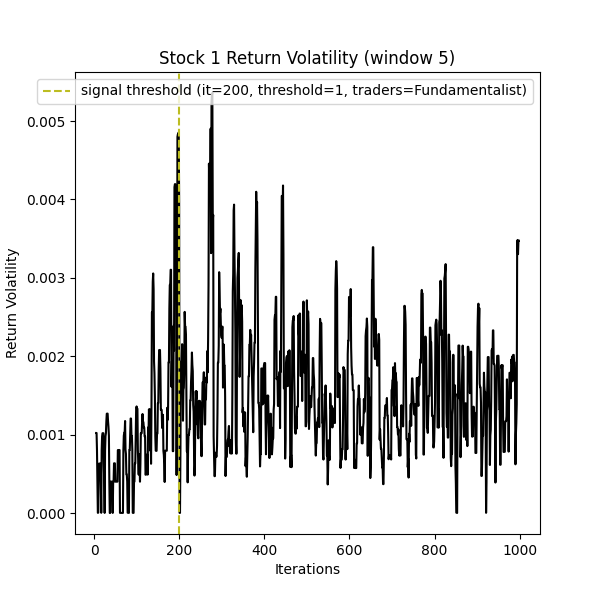 Stock 1 Return Volatility (window 5)
signal threshold (it=200, threshold=1, traders=Fundamentalist)
0.005
0.004
0.003
0.002
0.001
0.000
Return Volatility
0 200 400 600 800 1000
Iterations